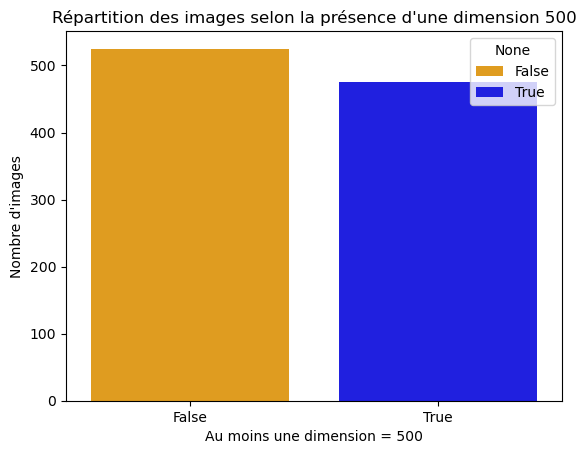 Répartition des images selon la présence d'une dimension 500
None
False
True
500
400
300
200
100
0
Nombre d'images
False
True
Au moins une dimension = 500